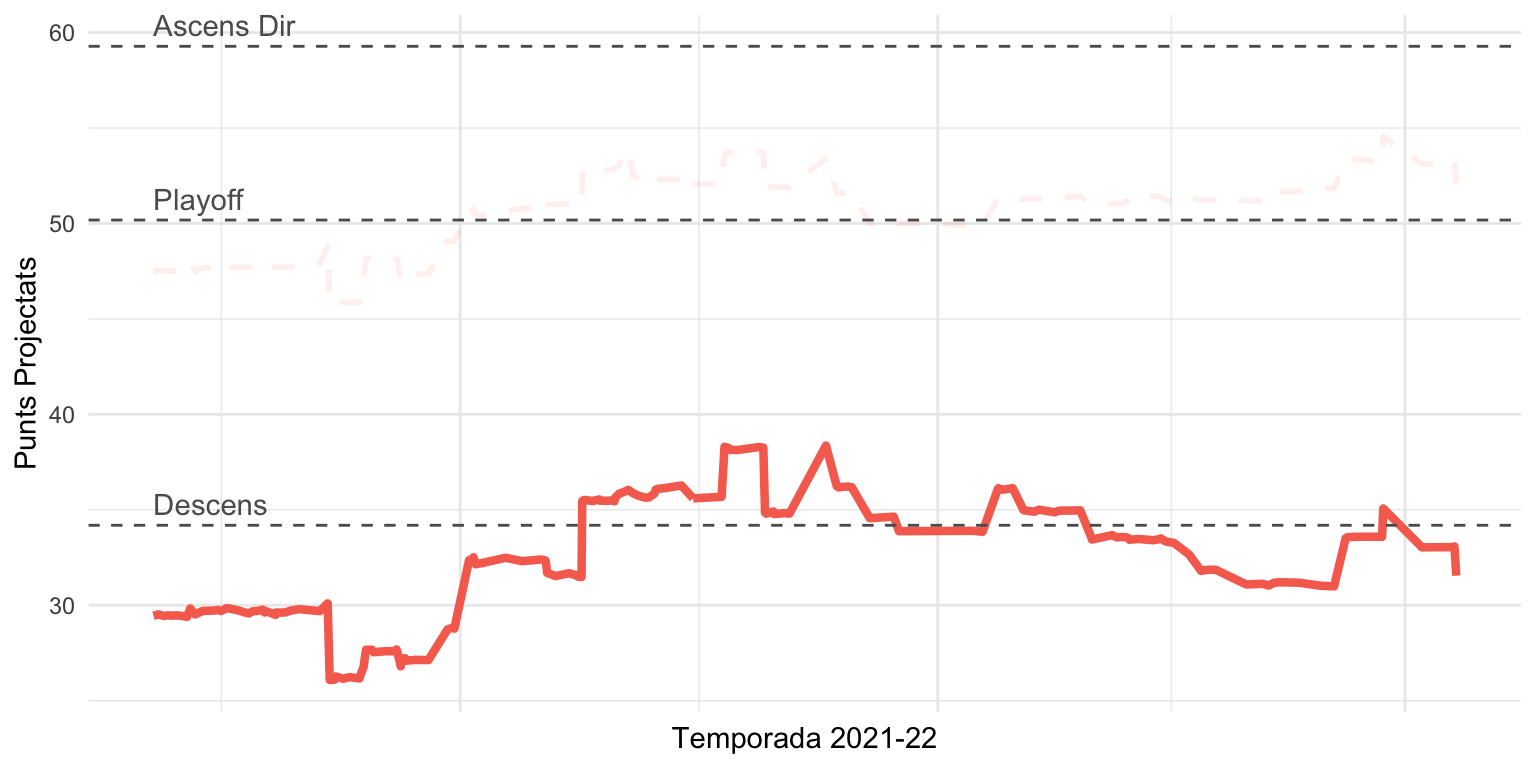 Ascens Dir
60
Playoff
50
40
Descens
30
Punts Projectats
Temporada 2021-22